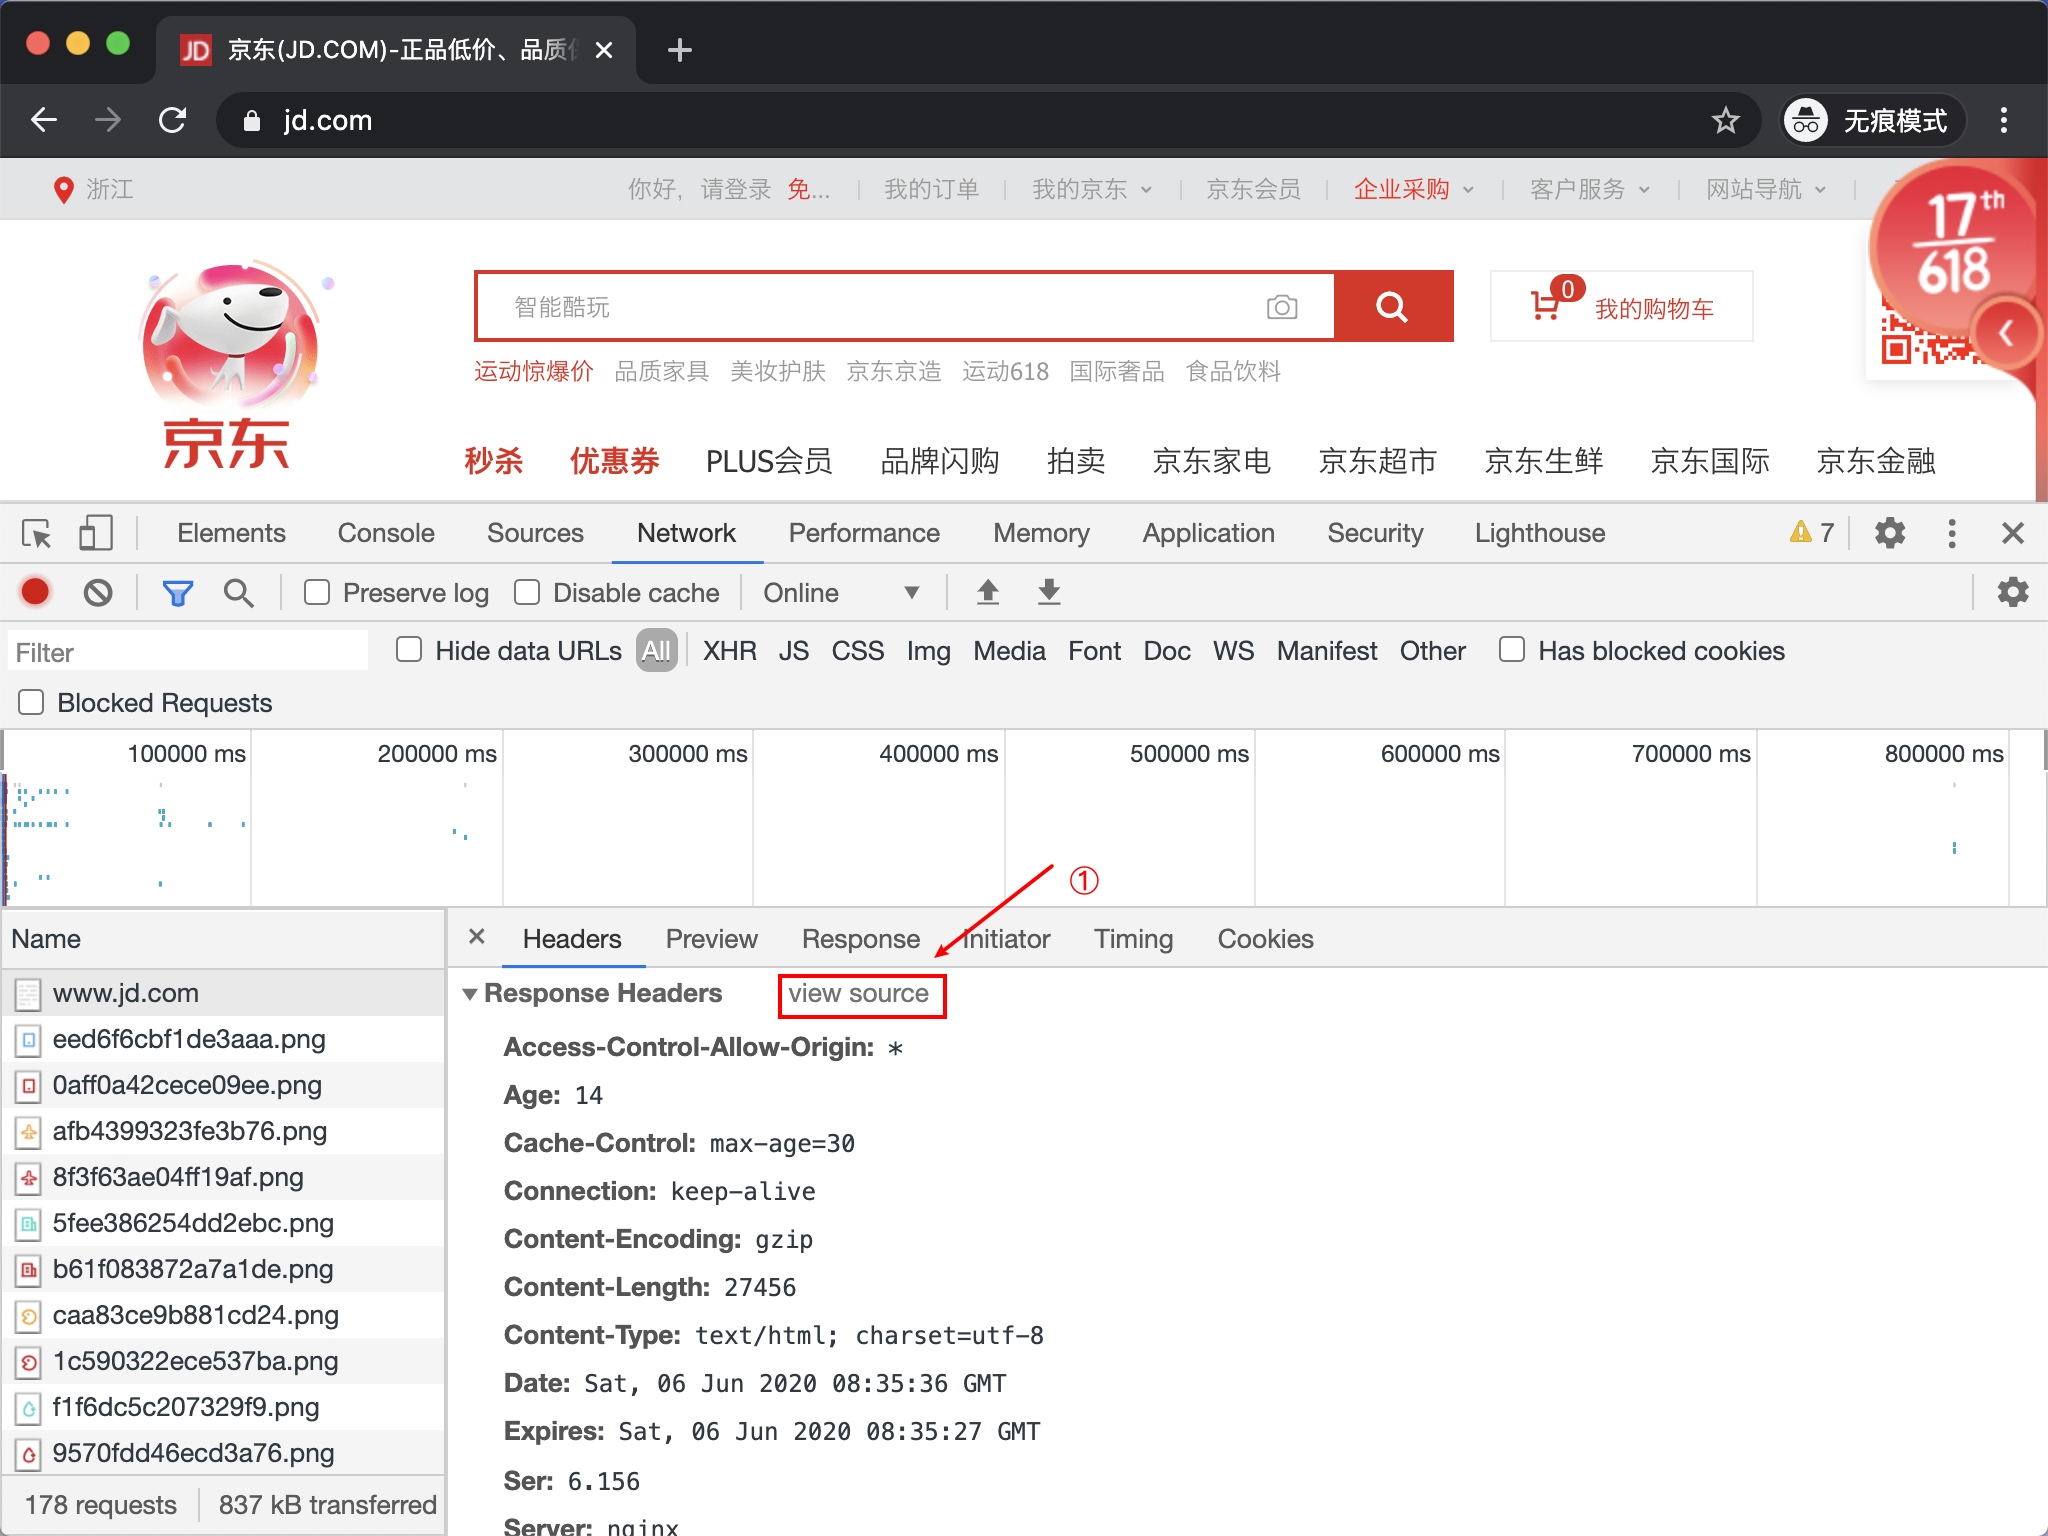 JD 京东(JD.COM)-正品低价、品质
jd.com 无痕模式
浙江 你好, 请登录 免... 我的订单 我的京东 京东会员 企业采购 客户服务 网站导航
17th
618
智能酷玩 0 我的购物车
运动惊爆价 品质家具 美妆护肤 京东京造 运动618 国际奢品 食品饮料
京东
秒杀 优惠券 PLUS会员 品牌闪购 拍卖 京东家电 京东超市 京东生鲜 京东国际 京东金融
Elements Console Sources Network Performance Memory Application Security Lighthouse 7
Preserve log Disable cache Online
Filter Hide data URLs All XHR JS CSS Img Media Font Doc WS Manifest Other Has blocked cookies
Blocked Requests
100000 ms 200000 ms 300000 ms 400000 ms 500000 ms 600000 ms 700000 ms 800000 ms
①
Name Headers Preview Response Initiator Timing Cookies
www.jd.com
eed6f6cbf1de3aaa.png
0aff0a42cece09ee.png
afb4399323fe3b76.png
8f3f63ae04ff19af.png
5fee386254dd2ebc.png
b61f083872a7a1de.png
caa83ce9b881cd24.png
1c590322ece537ba.png
f1f6dc5c207329f9.png
9570fdd46ecd3a76.png
178 requests 837 kB transferred
Response Headers view source
Access-Control-Allow-Origin: *
Age: 14
Cache-Control: max-age=30
Connection: keep-alive
Content-Encoding: gzip
Content-Length: 27456
Content-Type: text/html; charset=utf-8
Date: Sat, 06 Jun 2020 08:35:36 GMT
Expires: Sat, 06 Jun 2020 08:35:27 GMT
Ser: 6.156
Server: nginx